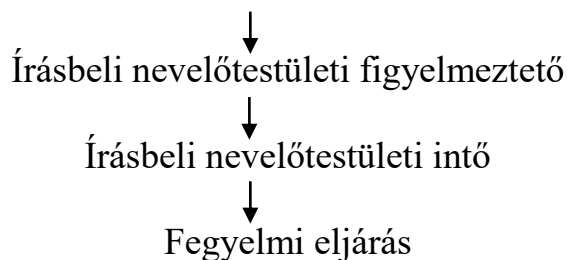 Írásbeli nevelőtestületi figyelmeztető
Írásbeli nevelőtestületi intő
Fegyelmi eljárás